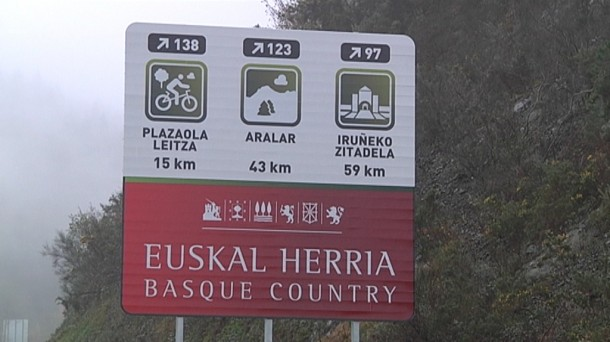 138
123
97
PLAZAOLA
LEITZA
15 km
ARALAR
43 km
IRUÑEKO
ZITADELA
59 km
EUSKAL HERRIA
BASQUE COUNTRY